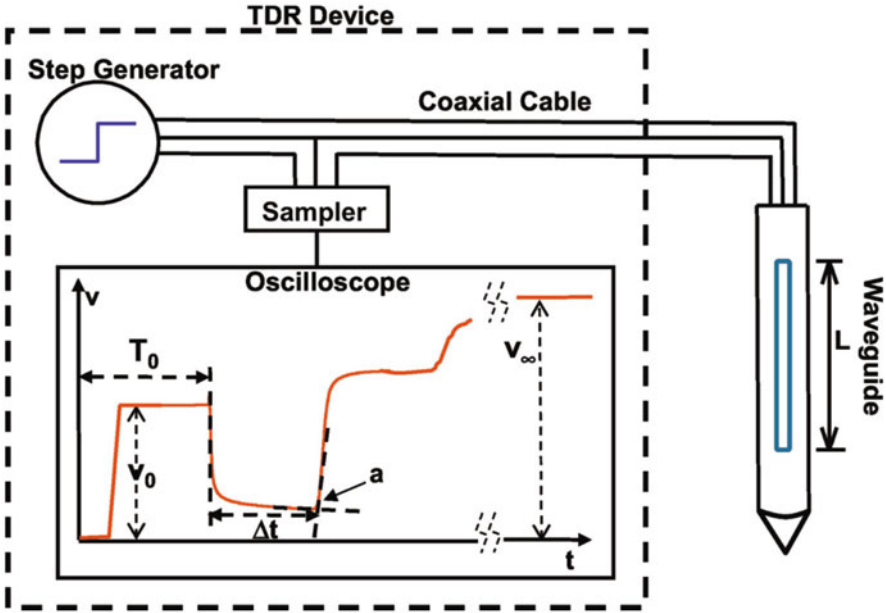 TDR Device
Step Generator
Coaxial Cable
Sampler
Oscilloscope
v
T₀
v₀
Δt
a
v∞
t
L
Waveguide